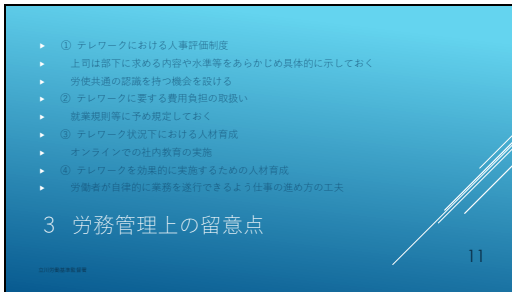 ① テレワークにおける人事評価制度
上司は部下に求める内容や水準等をあらかじめ具体的に示しておく
労使共通の認識を持つ機会を設ける
② テレワークに要する費用負担の取扱い
就業規則等に予め規定しておく
③ テレワーク状況下における人材育成
オンラインでの社内教育の実施
④ テレワークを効果的に実施するための人材育成
労働者が自律的に業務を遂行できるよう仕事の進め方の工夫
3 労務管理上の留意点
11